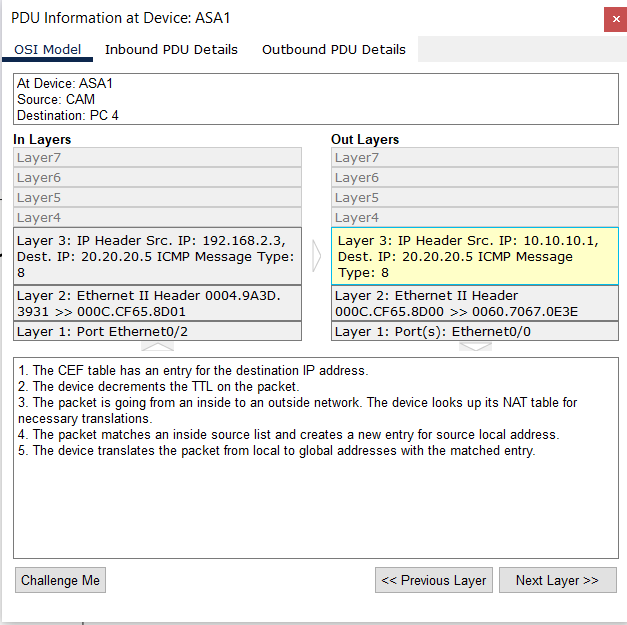 PDU Information at Device: ASA1
OSI Model Inbound PDU Details Outbound PDU Details
At Device: ASA1
Source: CAM
Destination: PC 4
In Layers
Layer7
Layer6
Layer5
Layer4
Layer 3: IP Header Src. IP: 192.168.2.3,
Dest. IP: 20.20.20.5 ICMP Message Type:
8
Layer 2: Ethernet II Header 0004.9A3D.
3931 >> 000C.CF65.8D01
Layer 1: Port Ethernet0/2
Out Layers
Layer7
Layer6
Layer5
Layer4
Layer 3: IP Header Src. IP: 10.10.10.1,
Dest. IP: 20.20.20.5 ICMP Message
Type: 8
Layer 2: Ethernet II Header
000C.CF65.8D00 >> 0060.7067.0E3E
Layer 1: Port(s): Ethernet0/0
1. The CEF table has an entry for the destination IP address.
2. The device decrements the TTL on the packet.
3. The packet is going from an inside to an outside network. The device looks up its NAT table for
necessary translations.
4. The packet matches an inside source list and creates a new entry for source local address.
5. The device translates the packet from local to global addresses with the matched entry.
Challenge Me << Previous Layer Next Layer >>